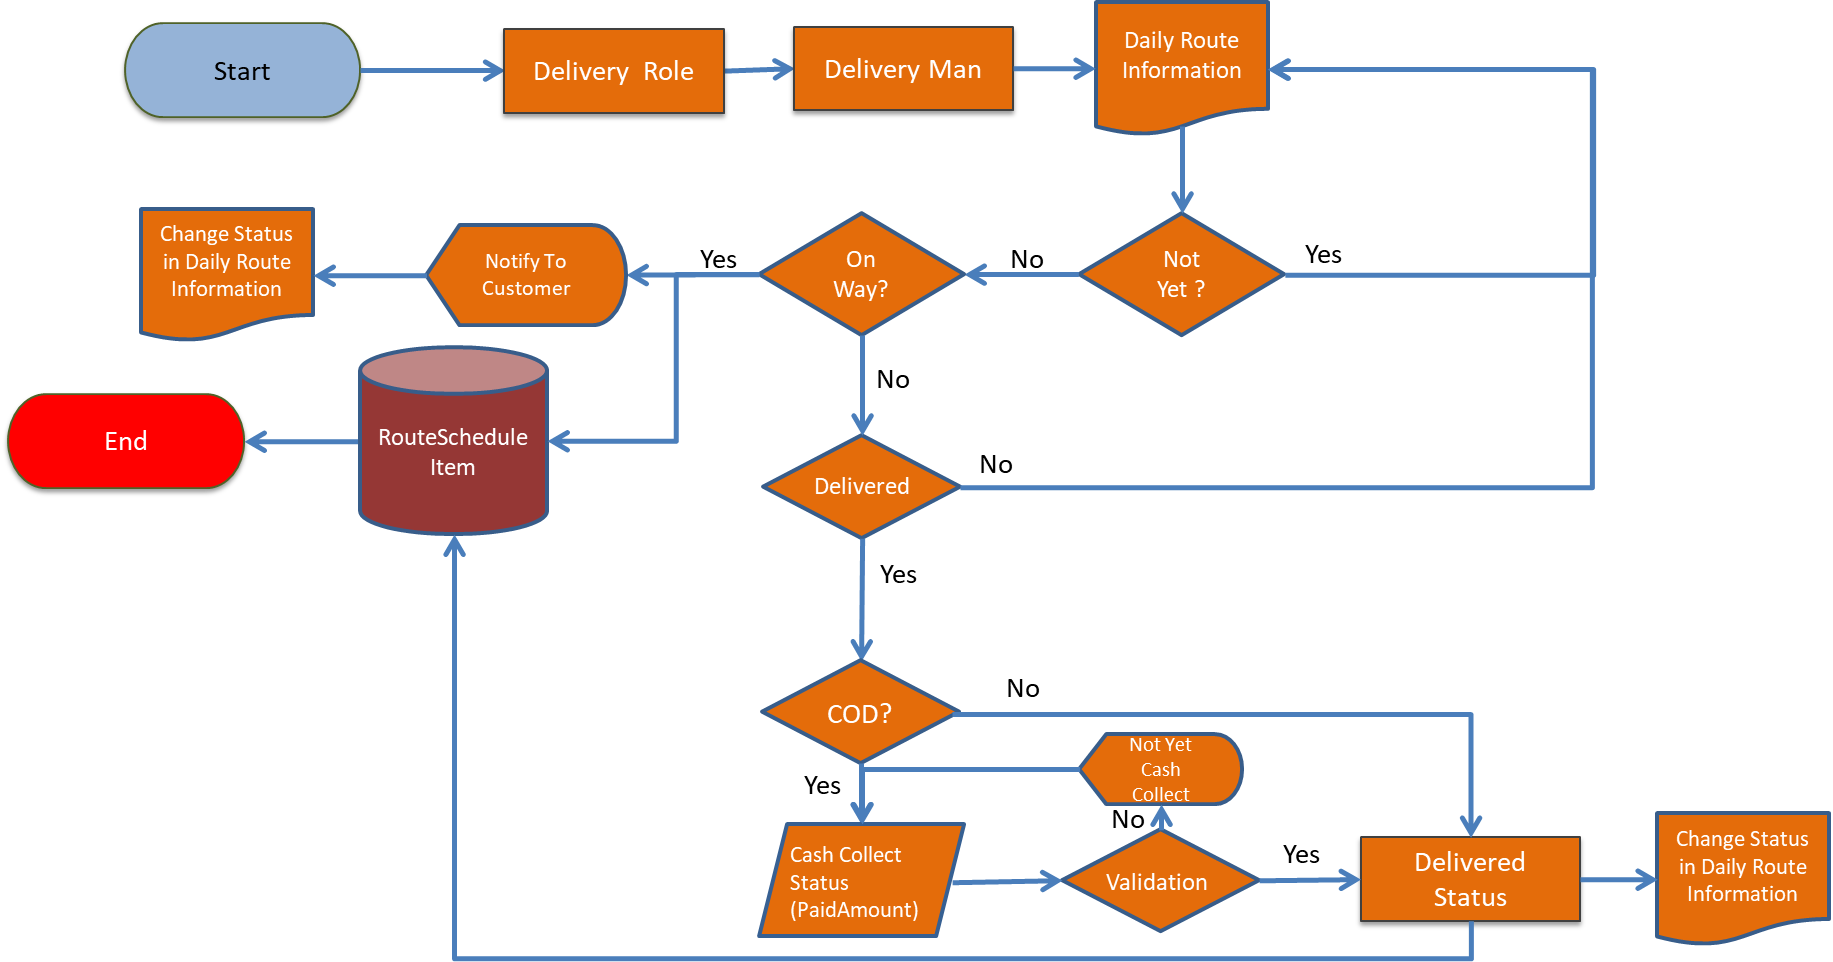 Start
Delivery Role
Delivery Man
Daily Route
Information
Change Status
in Daily Route
Information
Notify To
Customer
Yes
On
Way?
No
Not
Yet ?
Yes
No
End
RouteSchedule
Item
Delivered
No
Yes
COD?
No
Yes
Not Yet
Cash
Collect
No
Cash Collect
Status
(PaidAmount)
Validation
Yes
Delivered
Status
Change Status
in Daily Route
Information